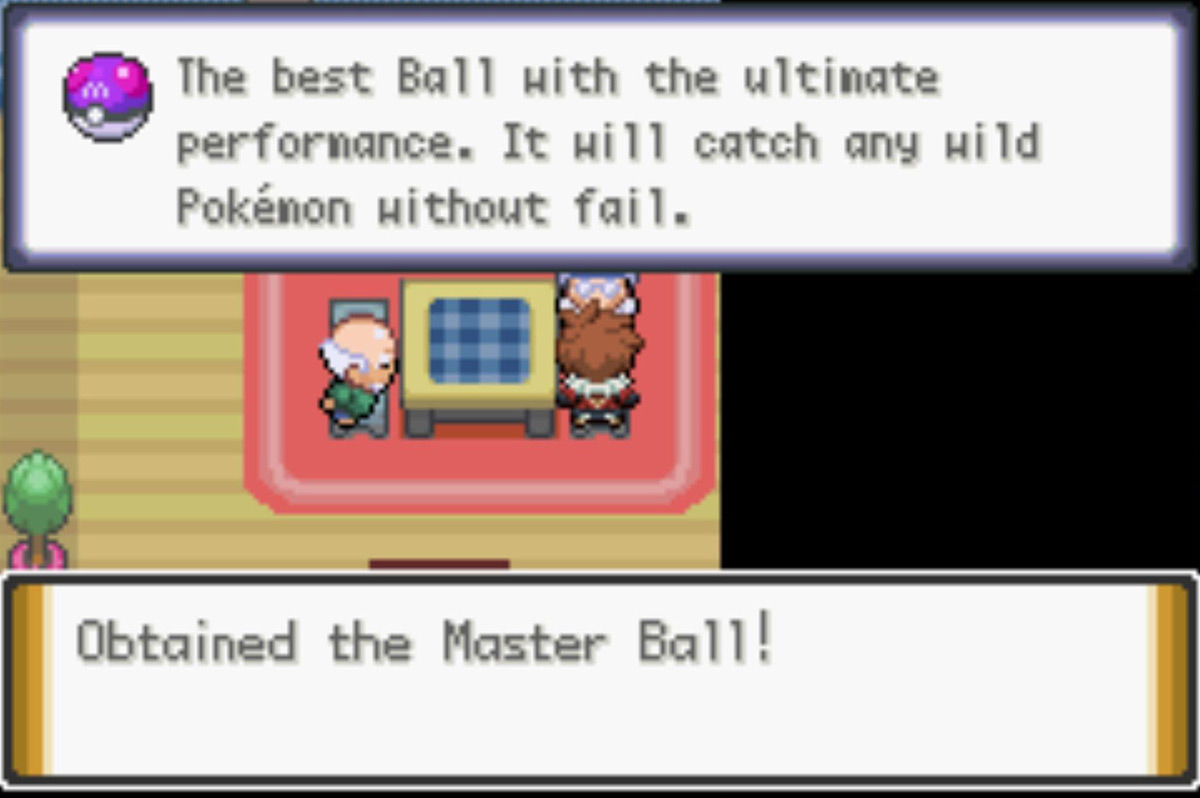 The best Ball with the ultimate
performance. It will catch any wild
Pokémon without fail.
Obtained the Master Ball!